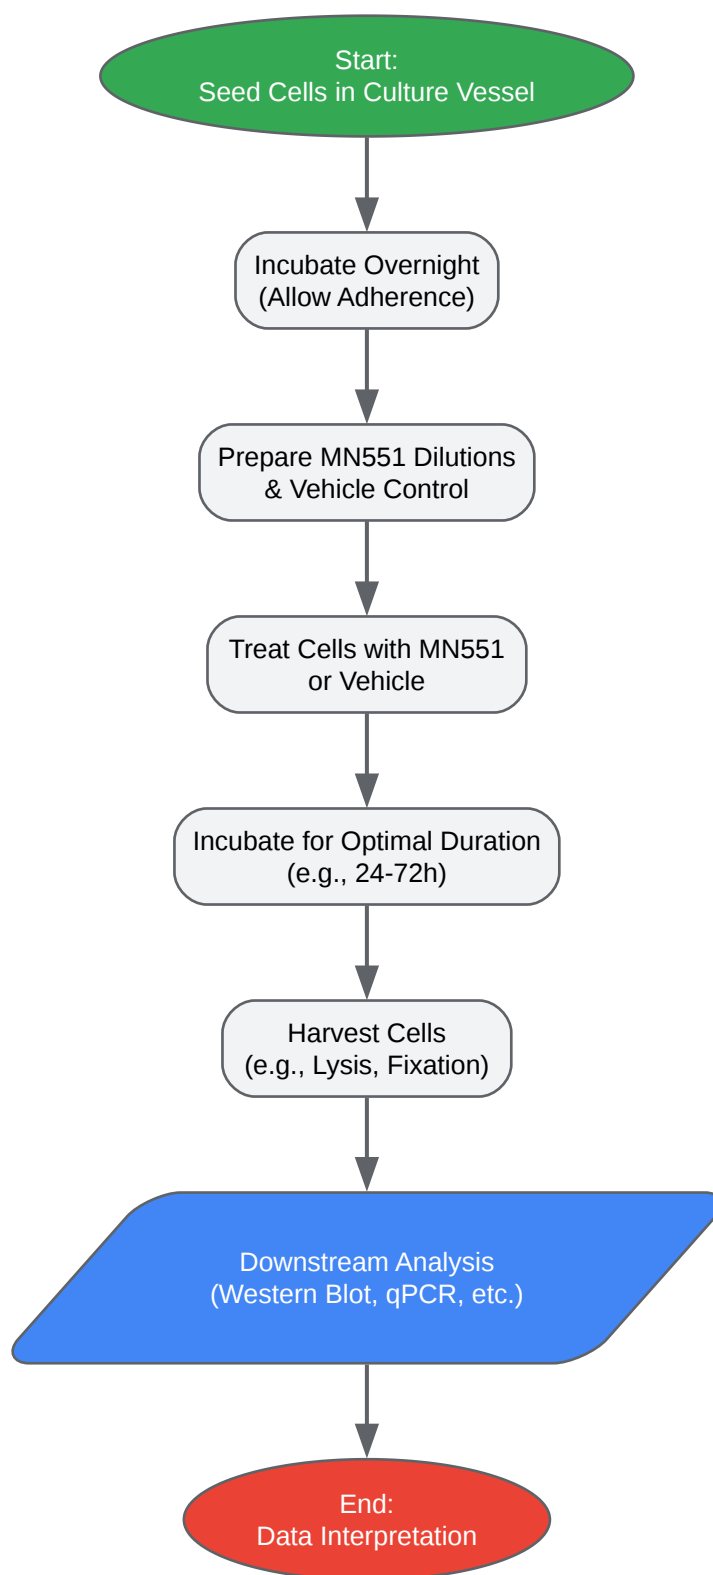 Start:
Seed Cells in Culture Vessel
Incubate Overnight
(Allow Adherence)
Prepare MN551 Dilutions
& Vehicle Control
Treat Cells with MN551
or Vehicle
Incubate for Optimal Duration
(e.g., 24-72h)
Harvest Cells
(e.g., Lysis, Fixation)
Downstream Analysis
(Western Blot, qPCR, etc.)
End:
Data Interpretation